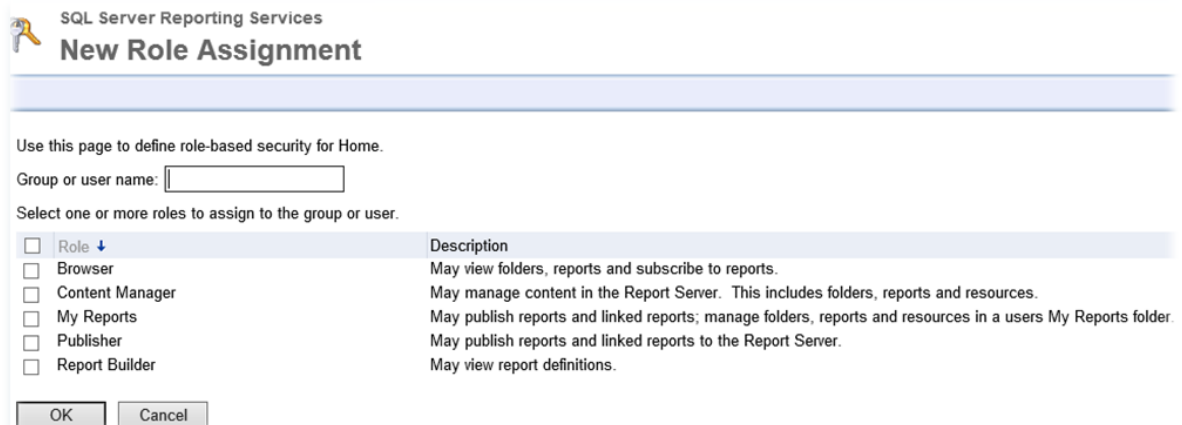 SQL Server Reporting Services
New Role Assignment
Use this page to define role-based security for Home.
Group or user name:
Select one or more roles to assign to the group or user.
Role Description
Browser May view folders, reports and subscribe to reports.
Content Manager May manage content in the Report Server. This includes folders, reports and resources.
My Reports May publish reports and linked reports; manage folders, reports and resources in a users My Reports folder.
Publisher May publish reports and linked reports to the Report Server.
Report Builder May view report definitions.
OK Cancel